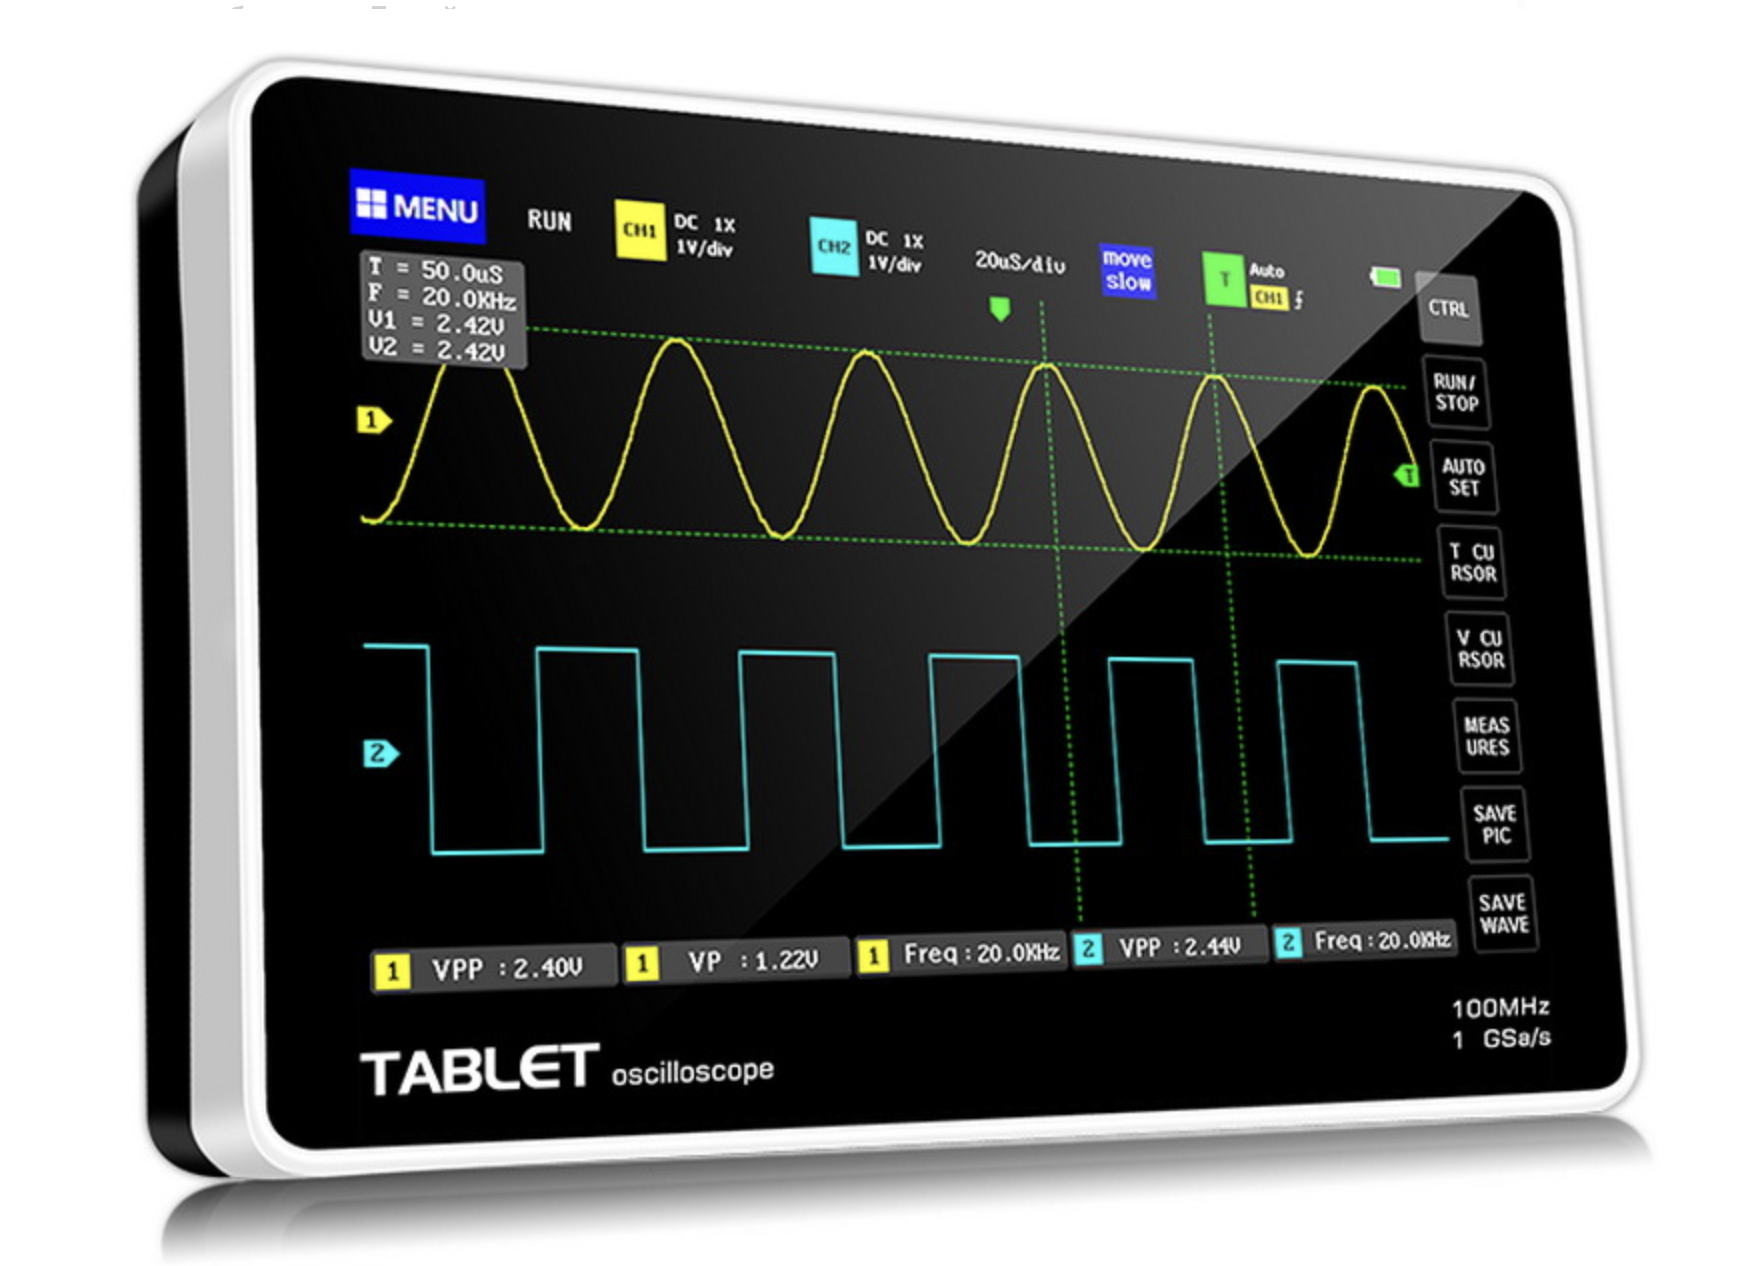 MENU
RUN
CH1
DC 1X
1V/div
CH2
DC 1X
1V/div
20uS/div
move
slow
T
Auto
CH1
CTRL
T = 50.0uS
F = 20.0KHz
V1 = 2.42V
V2 = 2.42V
1
T
2
RUN/
STOP
AUTO
SET
T CU
RSOR
V CU
RSOR
MEAS
URES
SAVE
PIC
SAVE
WAVE
1 VPP :2.40V
1 VP :1.22V
1 Freq:20.0KHz
2 VPP :2.44V
2 Freq:20.0KHz
100MHz
1 GSa/s
TABLET oscilloscope